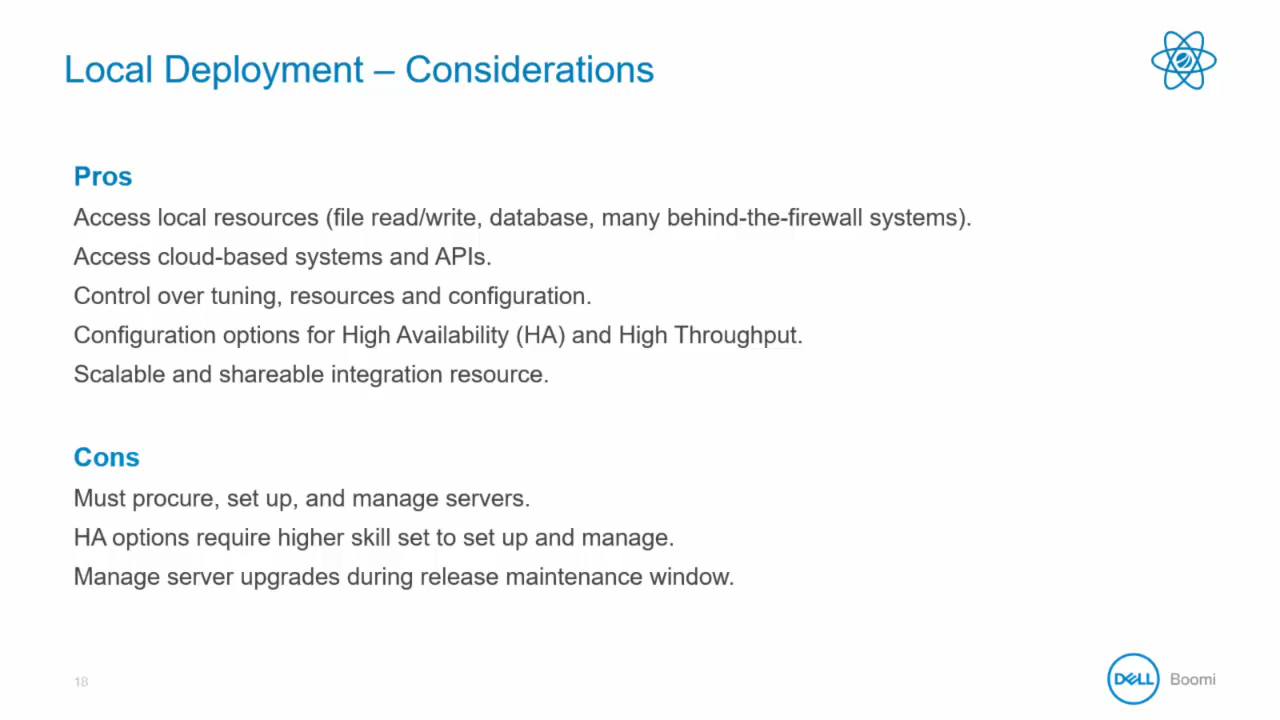 Local Deployment – Considerations
Pros
Access local resources (file read/write, database, many behind-the-firewall systems).
Access cloud-based systems and APIs.
Control over tuning, resources and configuration.
Configuration options for High Availability (HA) and High Throughput.
Scalable and shareable integration resource.
Cons
Must procure, set up, and manage servers.
HA options require higher skill set to set up and manage.
Manage server upgrades during release maintenance window.
18
DELL Boomi